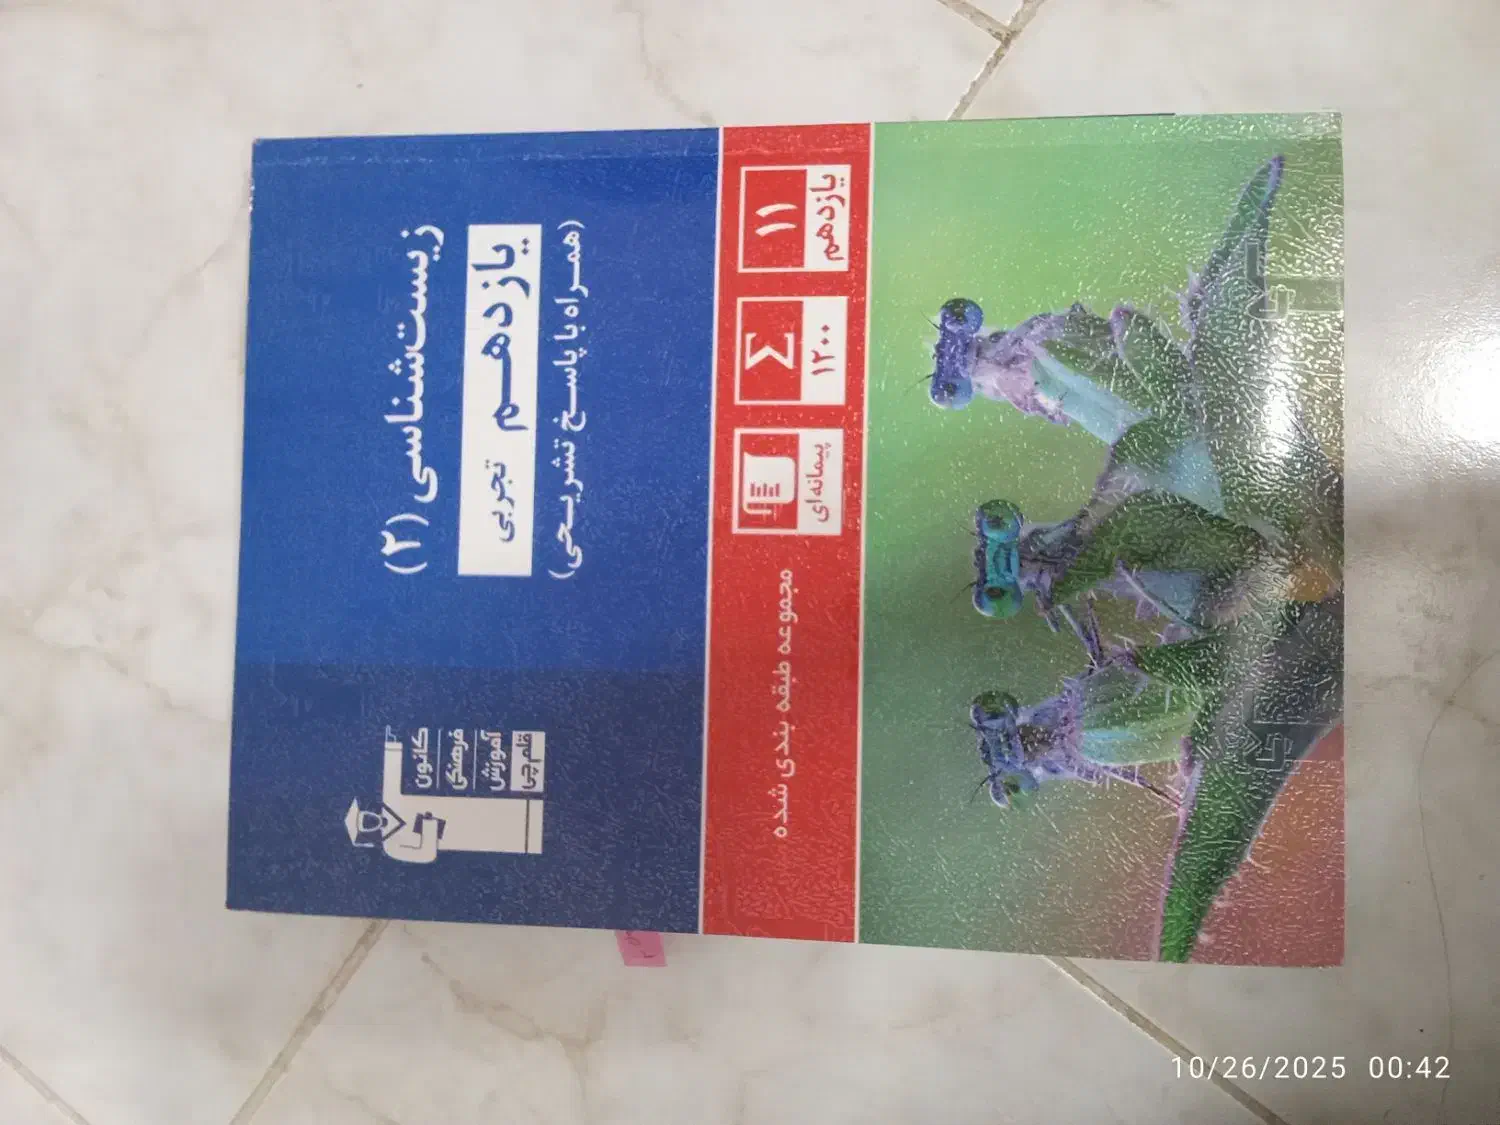 زیست‌شناسی (۲)
یازدهم تجربی
(همراه با پاسخ تشریحی)
کانون
فرهنگی
آموزش
قلم‌چی
۱۱
یازدهم
Σ
۱۲۰۰
پیمانه‌ای
مجموعه طبقه بندی شده
10/26/2025 00:42